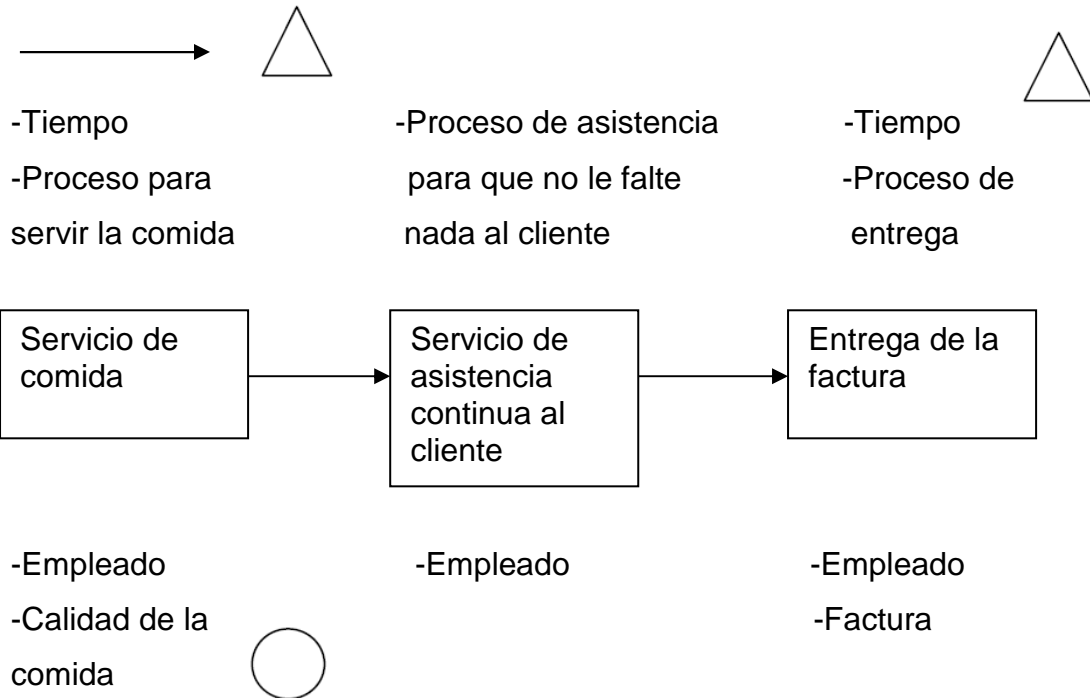 -Tiempo
-Proceso para
servir la comida
-Proceso de asistencia
para que no le falte
nada al cliente
-Tiempo
-Proceso de
entrega
Servicio de
comida
Servicio de
asistencia
continua al
cliente
Entrega de la
factura
-Empleado
-Calidad de la
comida
-Empleado
-Empleado
-Factura